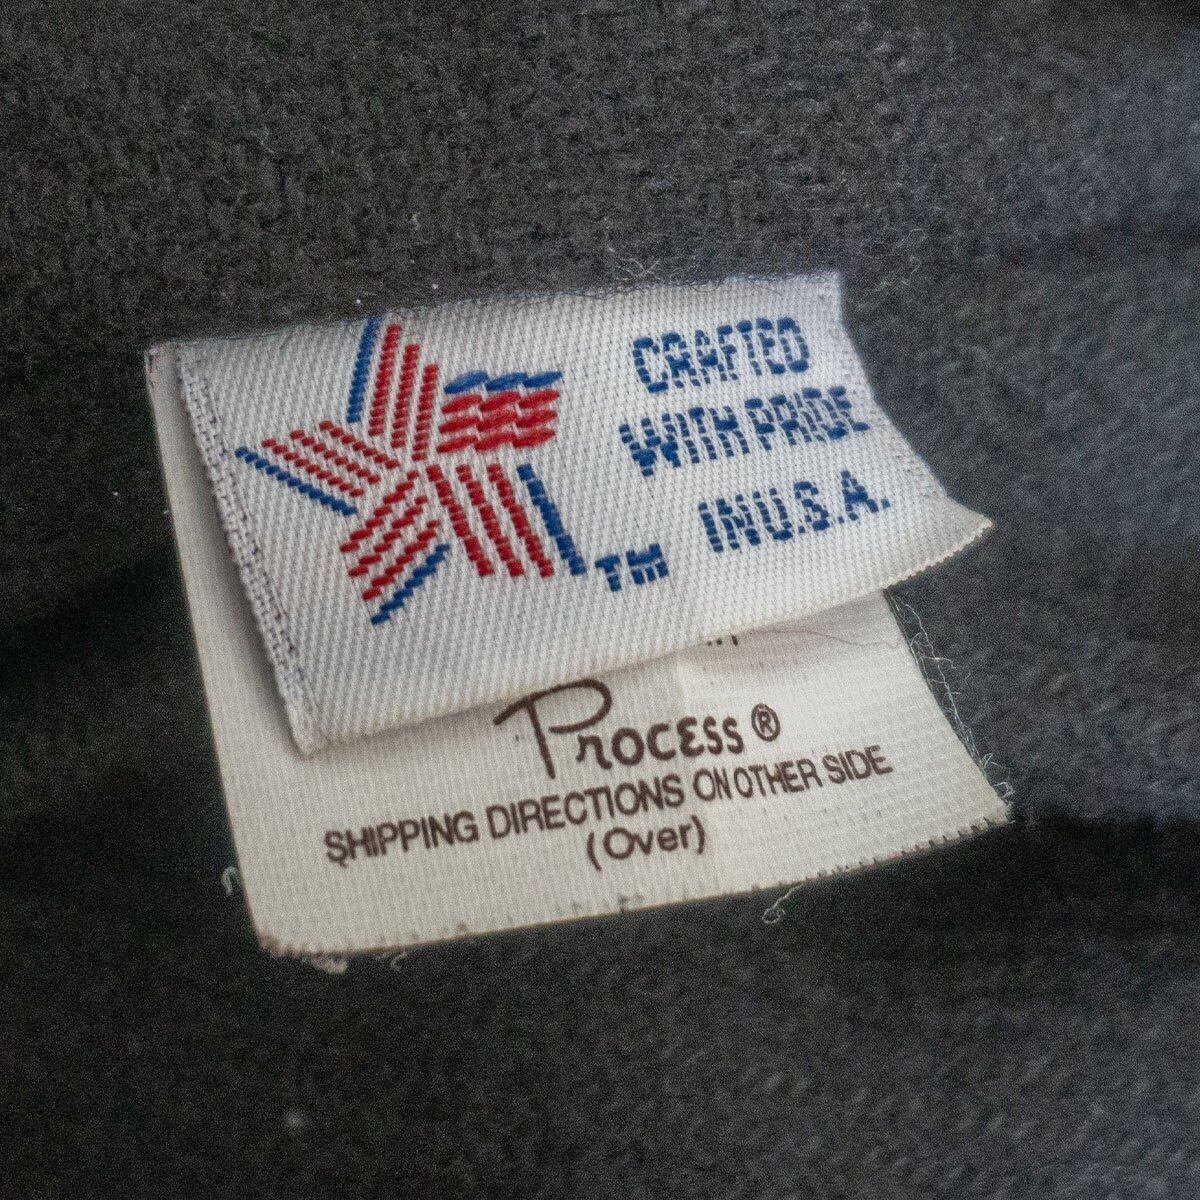 CRAFTED
WITH PRIDE
IN U.S.A.
TM
Process®
SHIPPING DIRECTIONS ON OTHER SIDE
(Over)